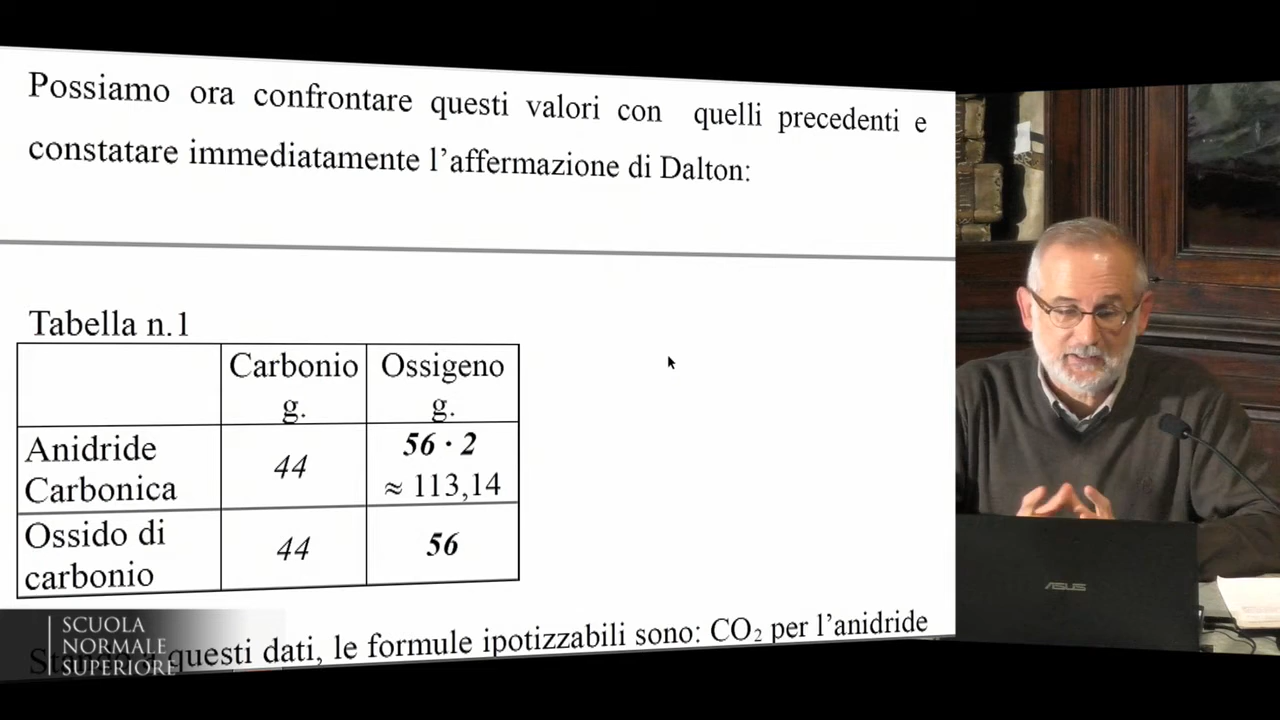 Possiamo ora confrontare questi valori con quelli precedenti e
constatare immediatamente l'affermazione di Dalton:
Tabella n.1
Carbonio g.
Ossigeno g.
Anidride Carbonica
44
56 · 2
≈ 113,14
Ossido di carbonio
44
56
questi dati, le formule ipotizzabili sono: CO₂ per l'anidride
SCUOLA
NORMALE
SUPERIORE
ASUS